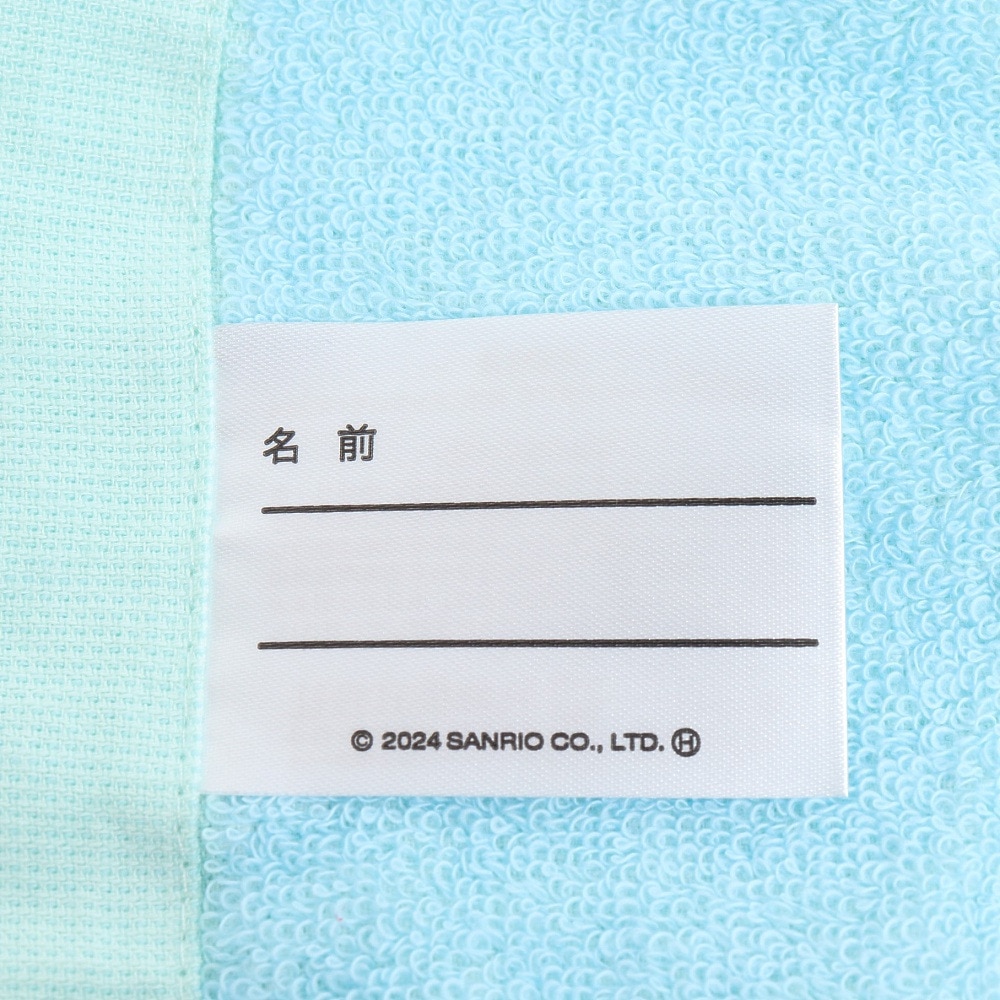 名 前
© 2024 SANRIO CO., LTD. Ⓗ